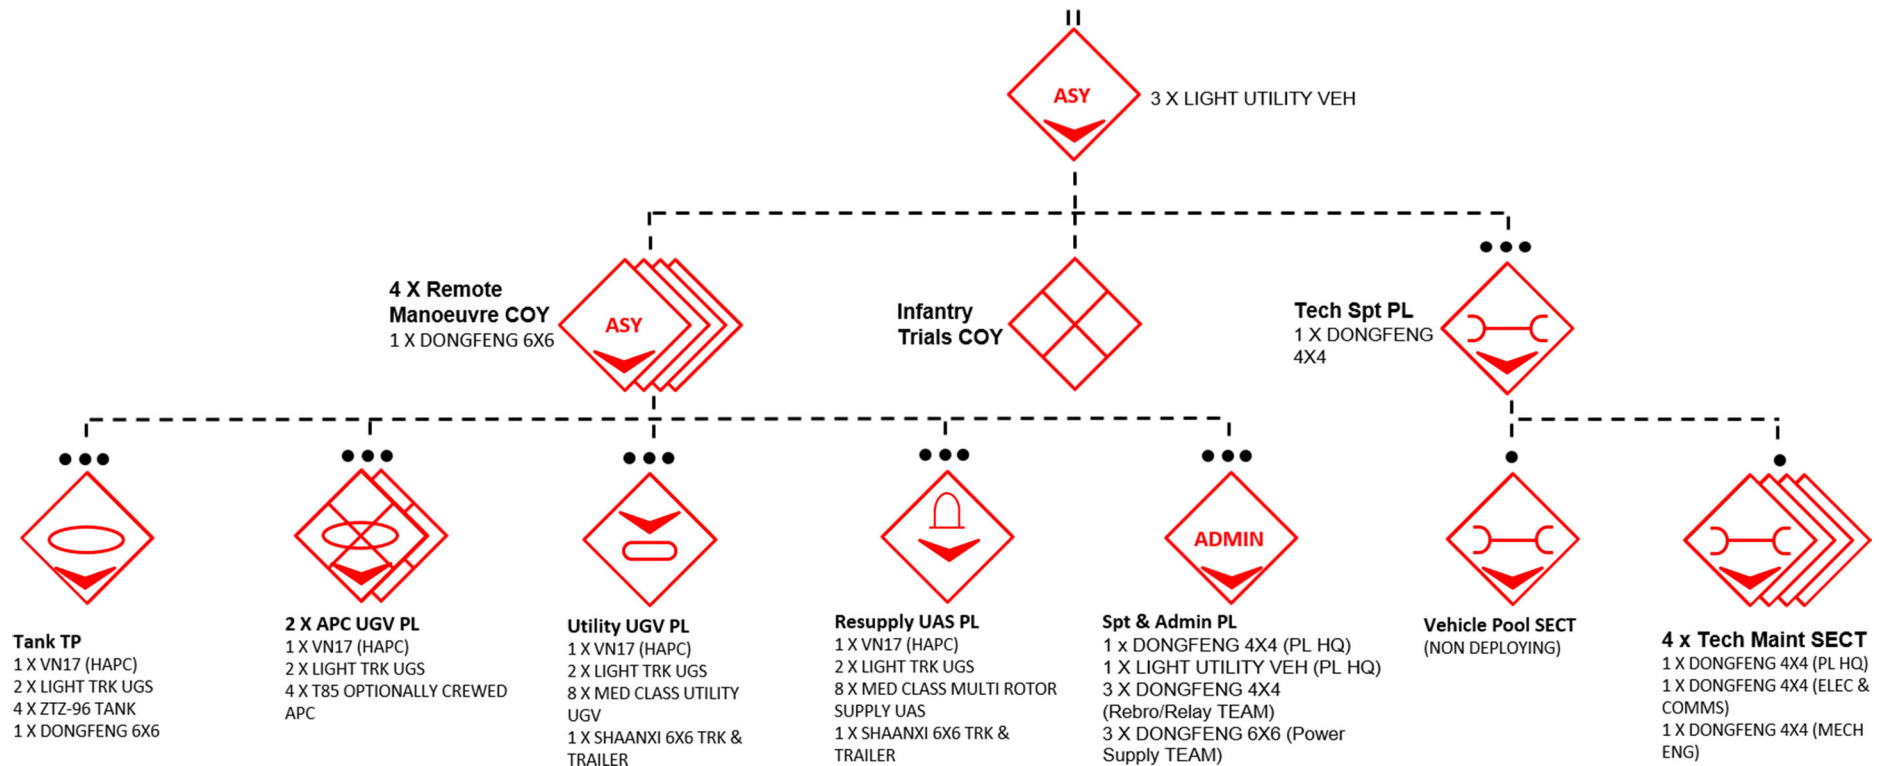 ASY
3 X LIGHT UTILITY VEH
4 X Remote
Manoeuvre COY
1 X DONGFENG 6X6
ASY
Infantry
Trials COY
Tech Spt PL
1 X DONGFENG
4X4
Tank TP
1 X VN17 (HAPC)
2 X LIGHT TRK UGS
4 X ZTZ-96 TANK
1 X DONGFENG 6X6
2 X APC UGV PL
1 X VN17 (HAPC)
2 X LIGHT TRK UGS
4 X T85 OPTIONALLY CREWED
APC
Utility UGV PL
1 X VN17 (HAPC)
2 X LIGHT TRK UGS
8 X MED CLASS UTILITY
UGV
1 X SHAANXI 6X6 TRK &
TRAILER
Resupply UAS PL
1 X VN17 (HAPC)
2 X LIGHT TRK UGS
8 X MED CLASS MULTI ROTOR
SUPPLY UAS
1 X SHAANXI 6X6 TRK &
TRAILER
ADMIN
Spt & Admin PL
1 x DONGFENG 4X4 (PL HQ)
1 X LIGHT UTILITY VEH (PL HQ)
3 X DONGFENG 4X4
(Rebro/Relay TEAM)
3 X DONGFENG 6X6 (Power
Supply TEAM)
Vehicle Pool SECT
(NON DEPLOYING)
4 x Tech Maint SECT
1 X DONGFENG 4X4 (PL HQ)
1 X DONGFENG 4X4 (ELEC &
COMMS)
1 X DONGFENG 4X4 (MECH
ENG)